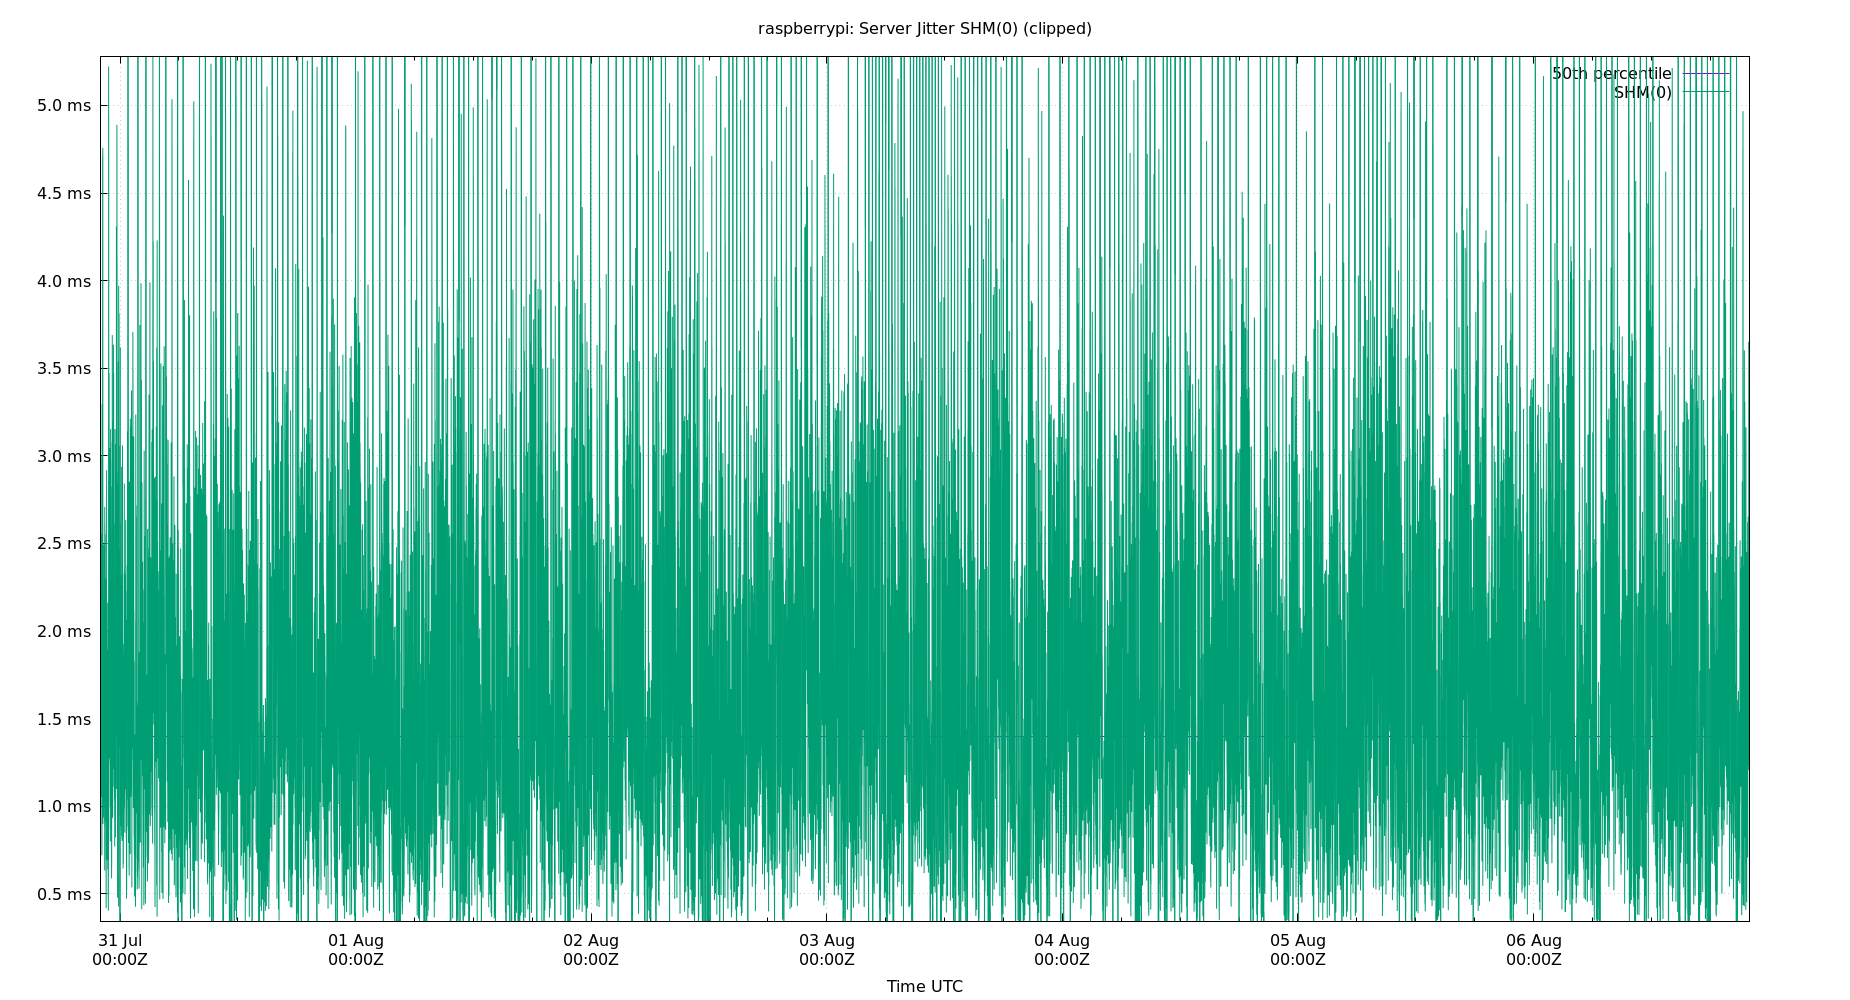 raspberrypi: Server Jitter SHM(0) (clipped)
50th percentile
SHM(0)
5.0 ms
4.5 ms
4.0 ms
3.5 ms
3.0 ms
2.5 ms
2.0 ms
1.5 ms
1.0 ms
0.5 ms
31 Jul 01 Aug 02 Aug 03 Aug 04 Aug 05 Aug 06 Aug
00:00Z 00:00Z 00:00Z 00:00Z 00:00Z 00:00Z 00:00Z
Time UTC